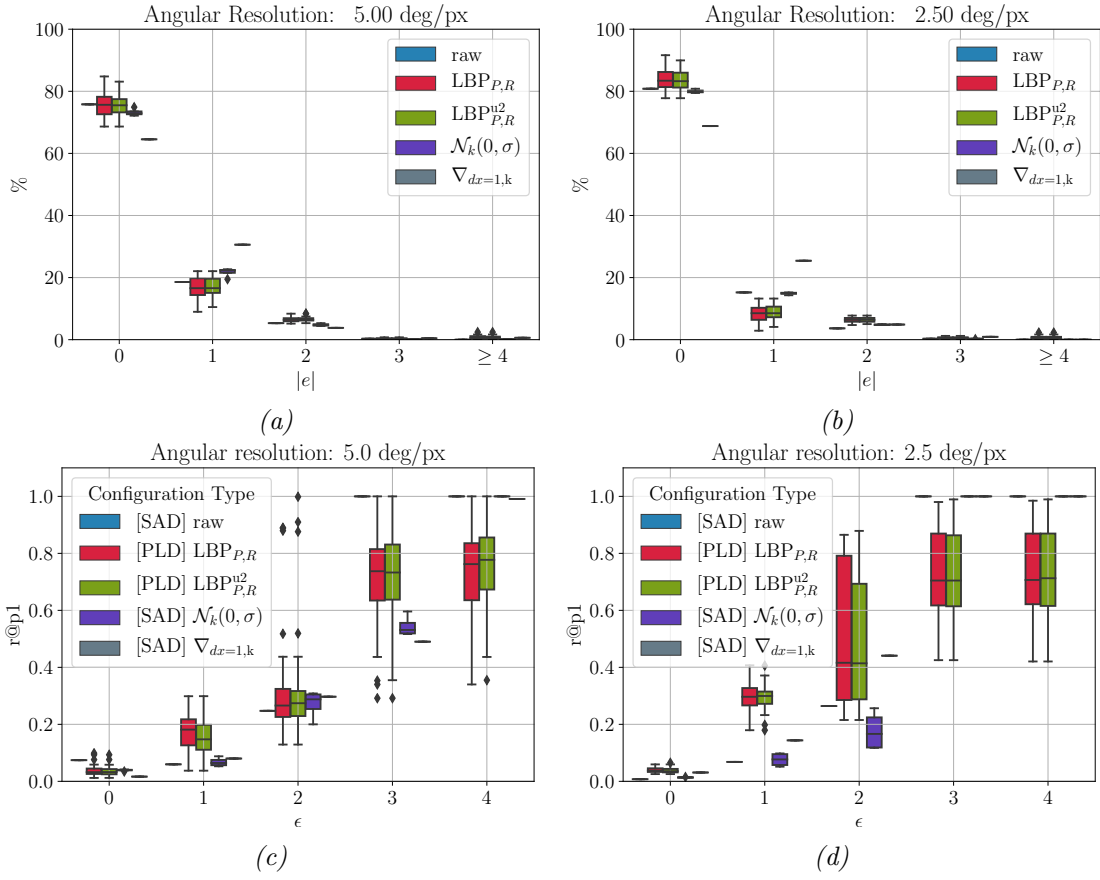 Angular Resolution: 5.00 deg/px
100
80
60
40
20
0
%
raw
LBP_{P,R}
LBP^{u2}_{P,R}
𝒩_k(0, σ)
∇_{dx=1,k}
0 1 2 3 ≥ 4
|e|
(a)
Angular Resolution: 2.50 deg/px
100
80
60
40
20
0
%
raw
LBP_{P,R}
LBP^{u2}_{P,R}
𝒩_k(0, σ)
∇_{dx=1,k}
0 1 2 3 ≥ 4
|e|
(b)
Angular resolution: 5.0 deg/px
1.0
0.8
0.6
0.4
0.2
0.0
r@p1
Configuration Type
[SAD] raw
[PLD] LBP_{P,R}
[PLD] LBP^{u2}_{P,R}
[SAD] 𝒩_k(0, σ)
[SAD] ∇_{dx=1,k}
0 1 2 3 4
ϵ
(c)
Angular resolution: 2.5 deg/px
1.0
0.8
0.6
0.4
0.2
0.0
r@p1
Configuration Type
[SAD] raw
[PLD] LBP_{P,R}
[PLD] LBP^{u2}_{P,R}
[SAD] 𝒩_k(0, σ)
[SAD] ∇_{dx=1,k}
0 1 2 3 4
ϵ
(d)